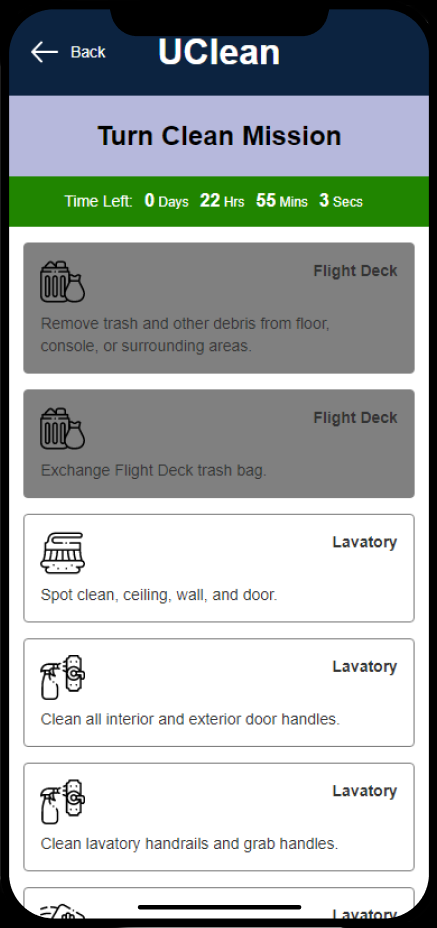 Back UClean
Turn Clean Mission
Time Left: 0 Days 22 Hrs 55 Mins 3 Secs
Flight Deck
Remove trash and other debris from floor,
console, or surrounding areas.
Flight Deck
Exchange Flight Deck trash bag.
Lavatory
Spot clean, ceiling, wall, and door.
Lavatory
Clean all interior and exterior door handles.
Lavatory
Clean lavatory handrails and grab handles.
Lavatory